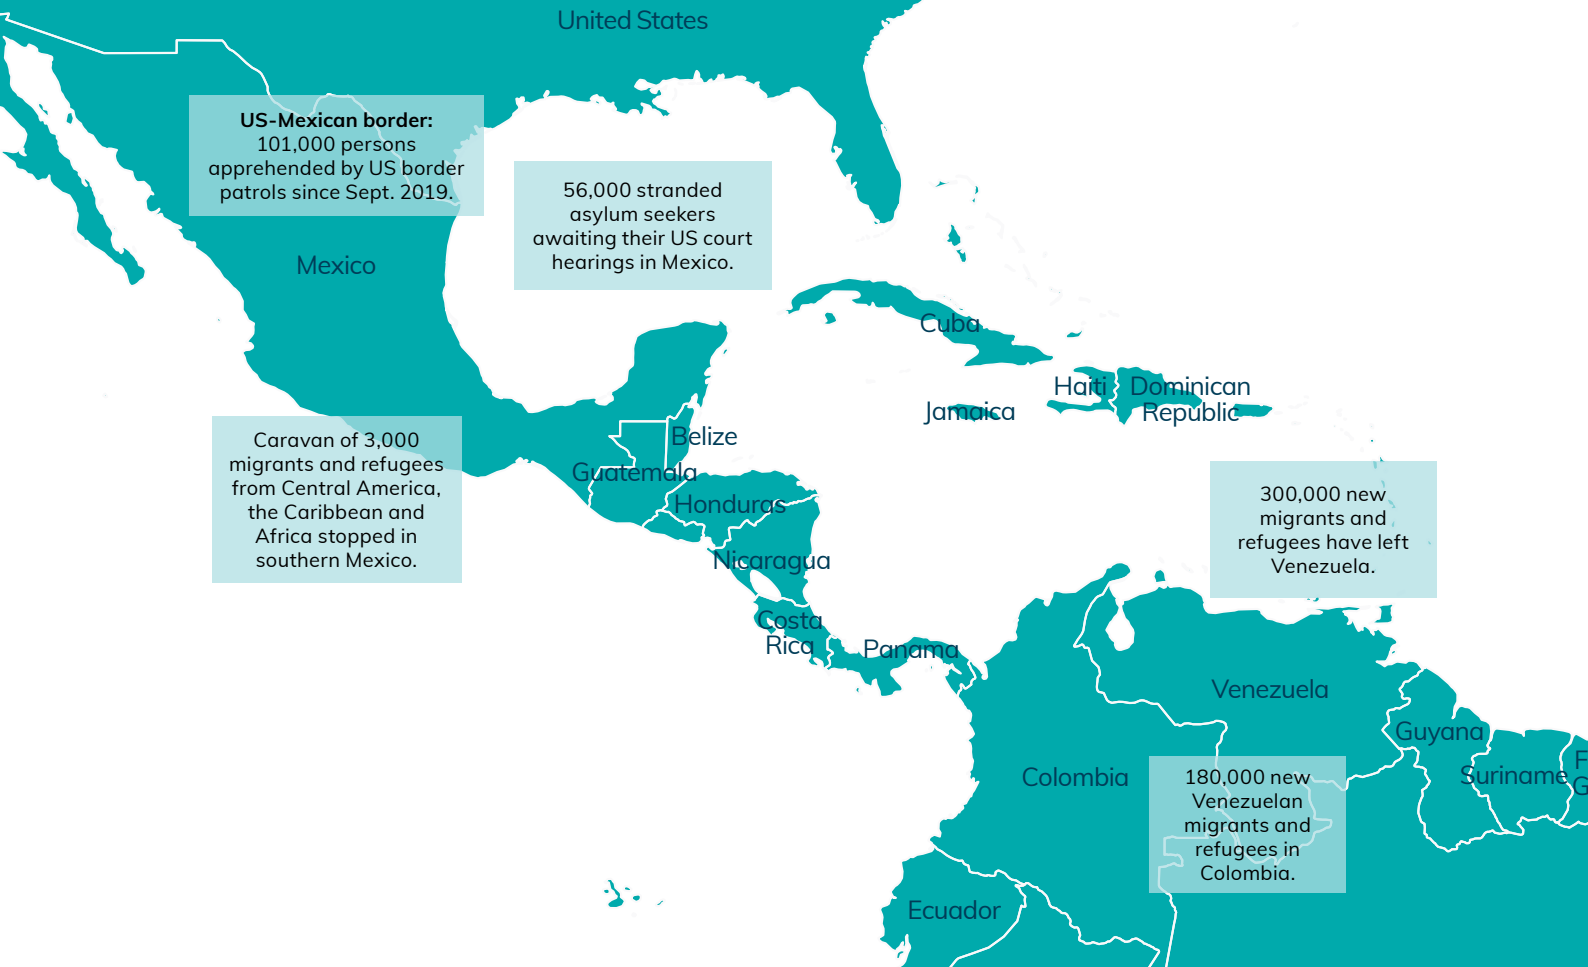 United States
US-Mexican border:
101,000 persons
apprehended by US border
patrols since Sept. 2019.
56,000 stranded
asylum seekers
awaiting their US court
hearings in Mexico.
Mexico
Cuba
Haiti
Dominican
Republic
Jamaica
Caravan of 3,000
migrants and refugees
from Central America,
the Caribbean and
Africa stopped in
southern Mexico.
Belize
Guatemala
Honduras
Nicaragua
Costa
Rica
Panama
300,000 new
migrants and
refugees have left
Venezuela.
Venezuela
Guyana
Suriname
F
G
Colombia
180,000 new
Venezuelan
migrants and
refugees in
Colombia.
Ecuador